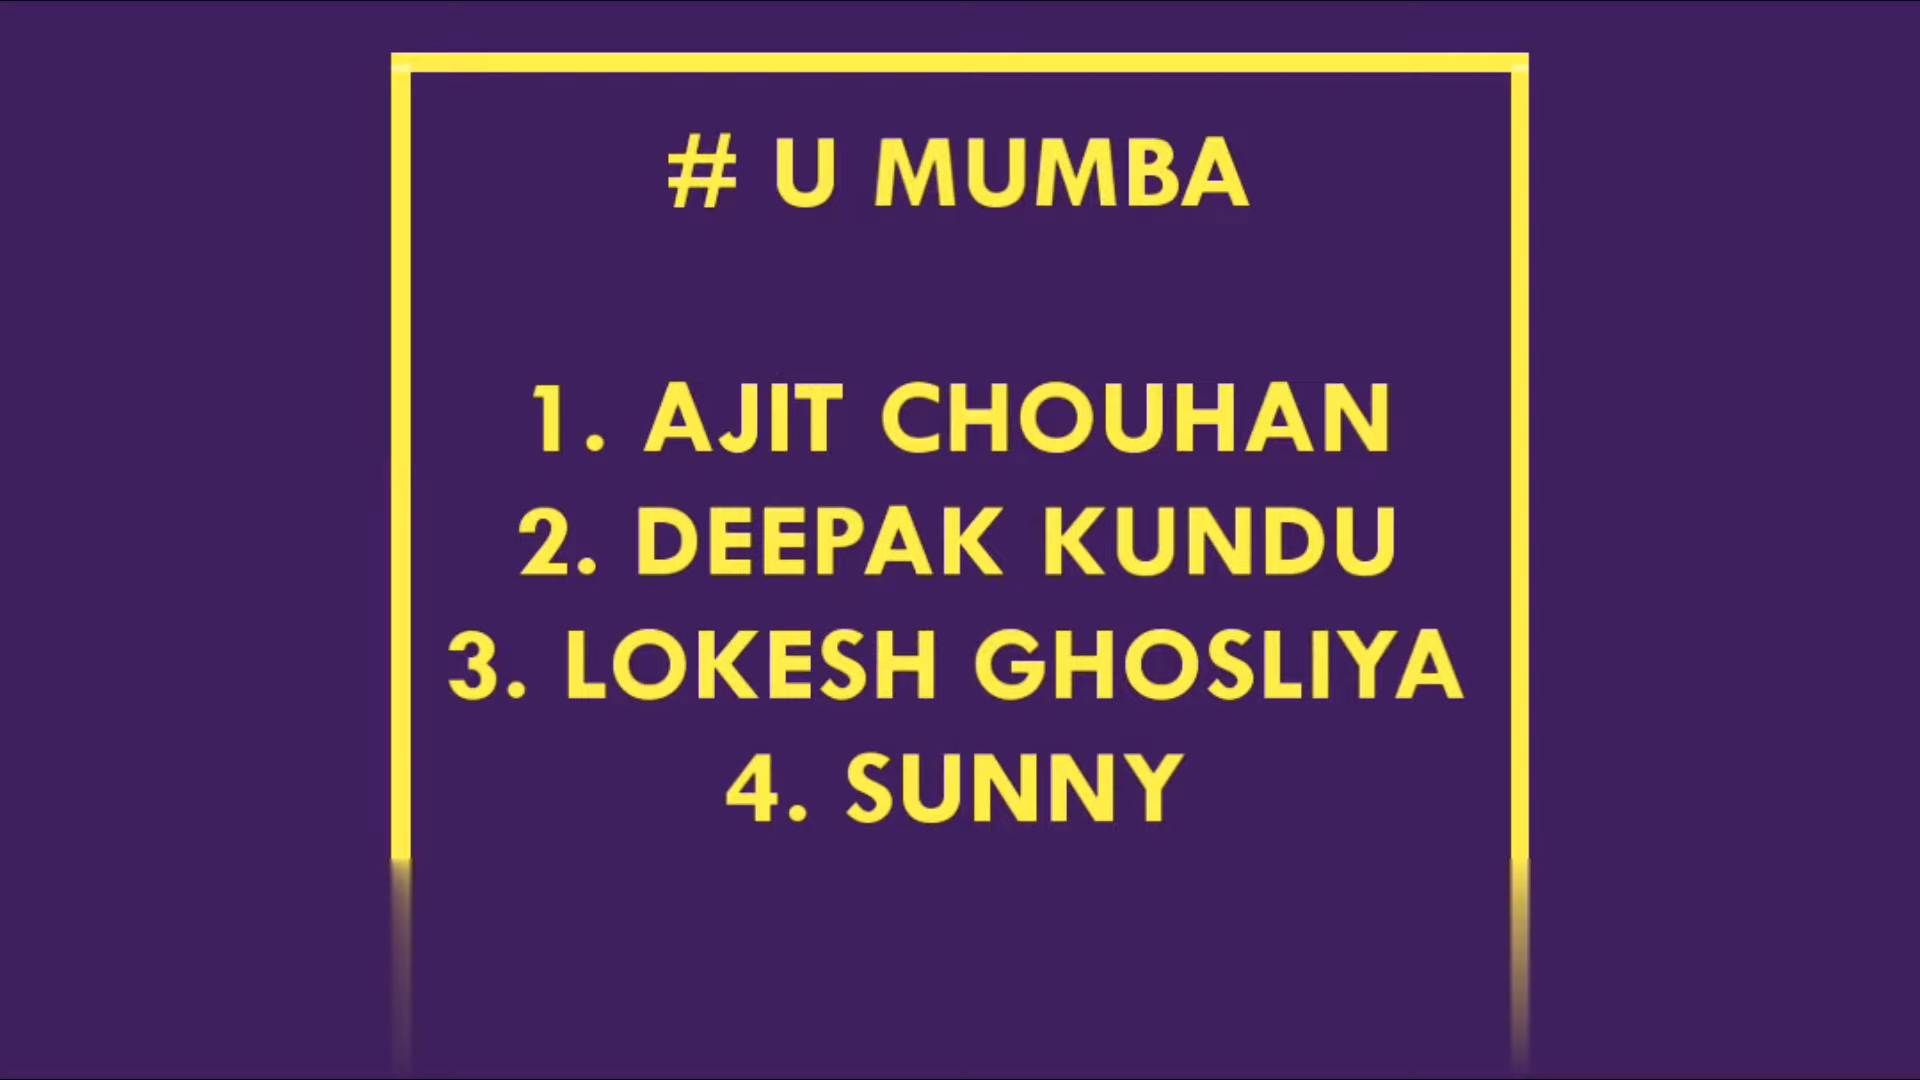 # U MUMBA
1. AJIT CHOUHAN
2. DEEPAK KUNDU
3. LOKESH GHOSLIYA
4. SUNNY